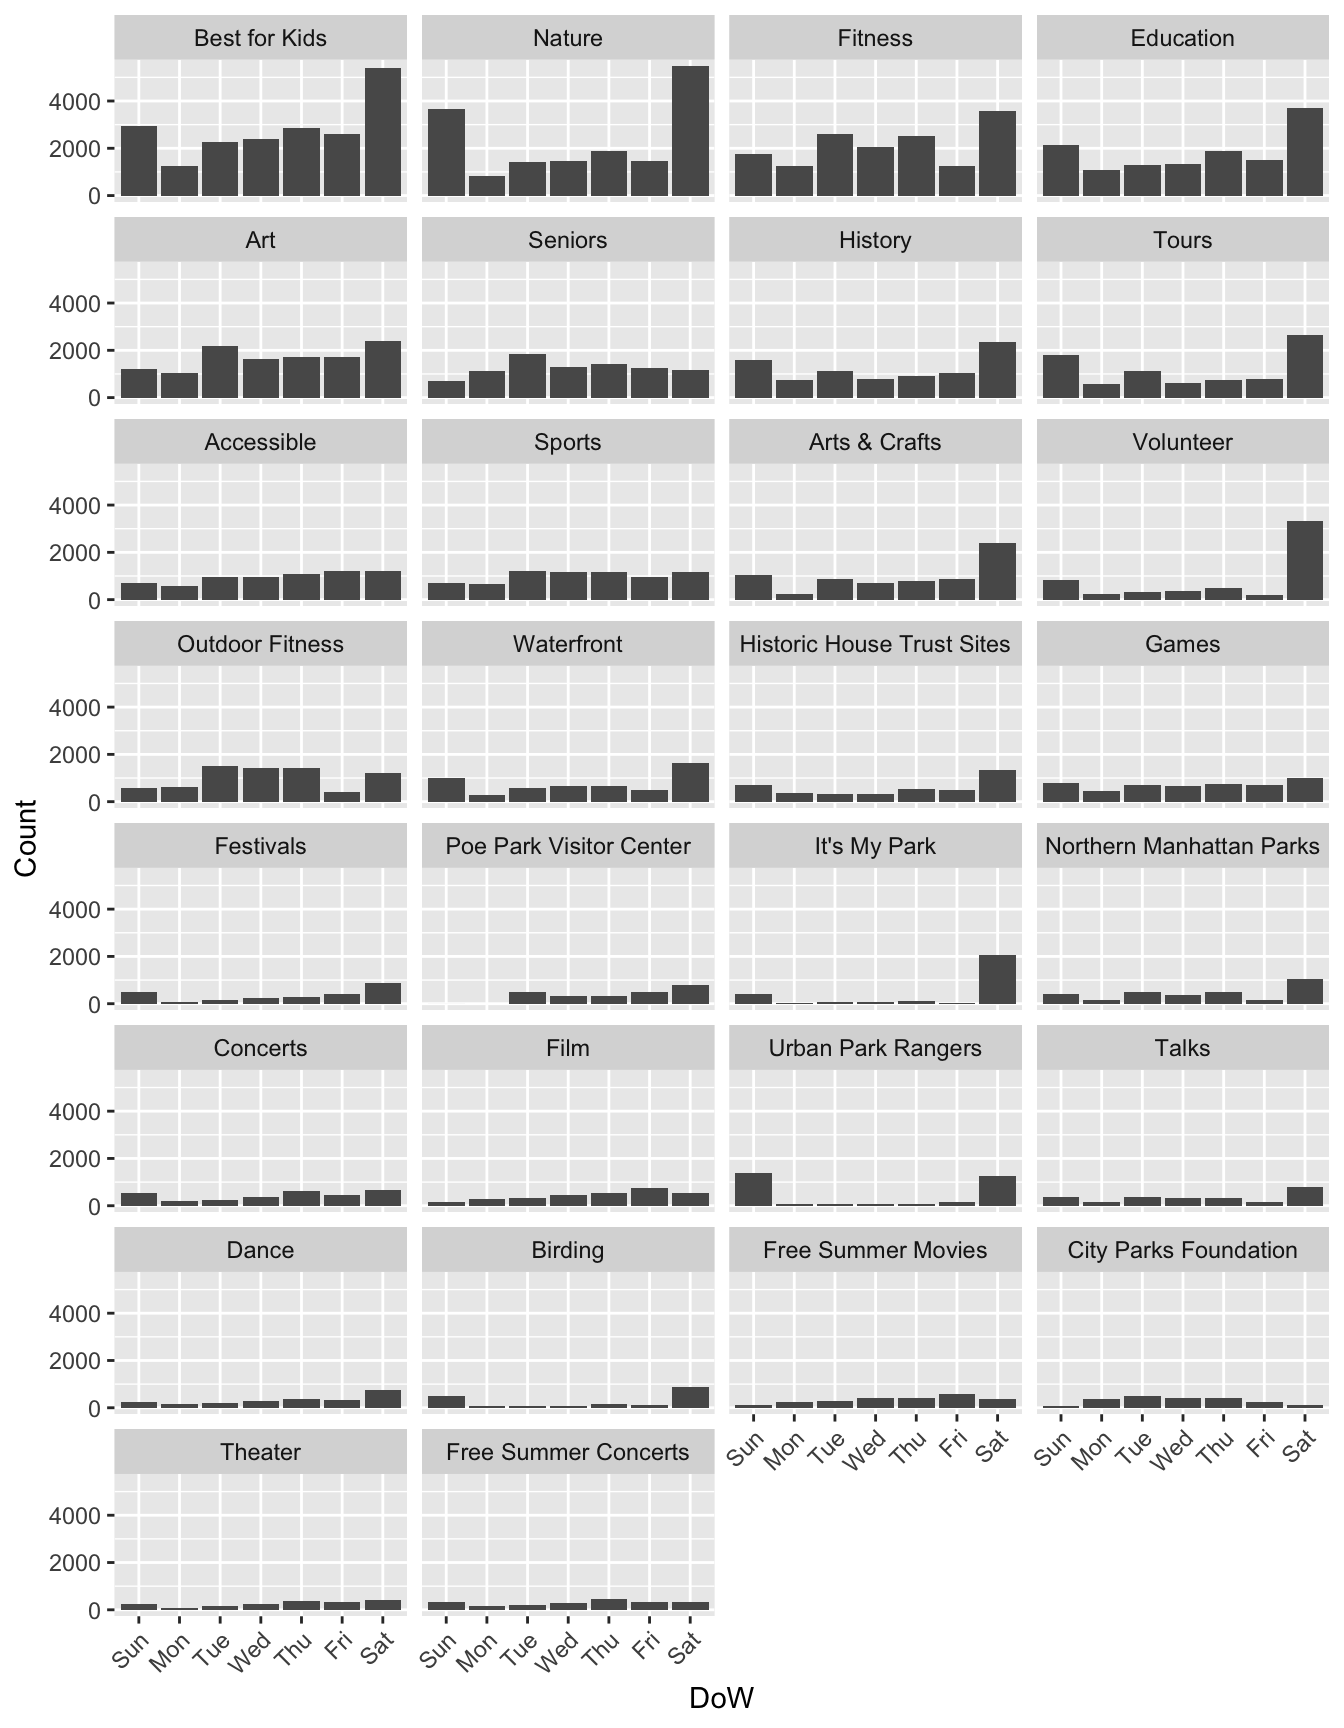 Best for Kids Nature Fitness Education
4000
2000
0
Art Seniors History Tours
4000
2000
0
Accessible Sports Arts & Crafts Volunteer
4000
2000
0
Outdoor Fitness Waterfront Historic House Trust Sites Games
4000
2000
0
Count
Festivals Poe Park Visitor Center It's My Park Northern Manhattan Parks
4000
2000
0
Concerts Film Urban Park Rangers Talks
4000
2000
0
Dance Birding Free Summer Movies City Parks Foundation
4000
2000
0
Sun Mon Tue Wed Thu Fri Sat Sun Mon Tue Wed Thu Fri Sat
Theater Free Summer Concerts
4000
2000
0
Sun Mon Tue Wed Thu Fri Sat Sun Mon Tue Wed Thu Fri Sat
DoW